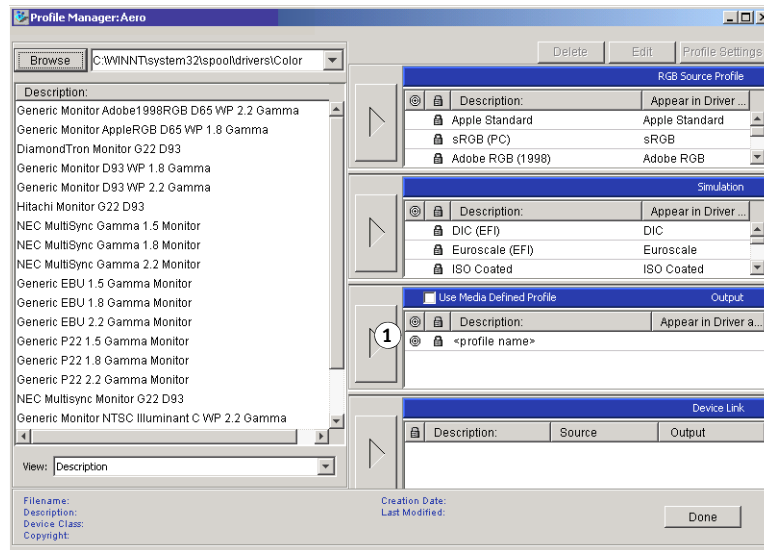 Profile Manager:Aero
Browse C:\WINNT\system32\spool\drivers\Color
Delete Edit Profile Settings
Description:
Generic Monitor Adobe1998RGB D65 WP 2.2 Gamma
Generic Monitor AppleRGB D65 WP 1.8 Gamma
DiamondTron Monitor G22 D93
Generic Monitor D93 WP 1.8 Gamma
Generic Monitor D93 WP 2.2 Gamma
Hitachi Monitor G22 D93
NEC MultiSync Gamma 1.5 Monitor
NEC MultiSync Gamma 1.8 Monitor
NEC MultiSync Gamma 2.2 Monitor
Generic EBU 1.5 Gamma Monitor
Generic EBU 1.8 Gamma Monitor
Generic EBU 2.2 Gamma Monitor
Generic P22 1.5 Gamma Monitor
Generic P22 1.8 Gamma Monitor
Generic P22 2.2 Gamma Monitor
NEC Multisync Monitor G22 D93
Generic Monitor NTSC Illuminant C WP 2.2 Gamma
View: Description
RGB Source Profile
Description: Appear in Driver ...
Apple Standard Apple Standard
sRGB (PC) sRGB
Adobe RGB (1998) Adobe RGB
Simulation
Description: Appear in Driver ...
DIC (EFI) DIC
Euroscale (EFI) Euroscale
ISO Coated ISO Coated
Use Media Defined Profile Output
1
Description: Appear in Driver a...
<profile name>
Device Link
Description: Source Output
Filename:
Description:
Device Class:
Copyright:
Creation Date:
Last Modified:
Done